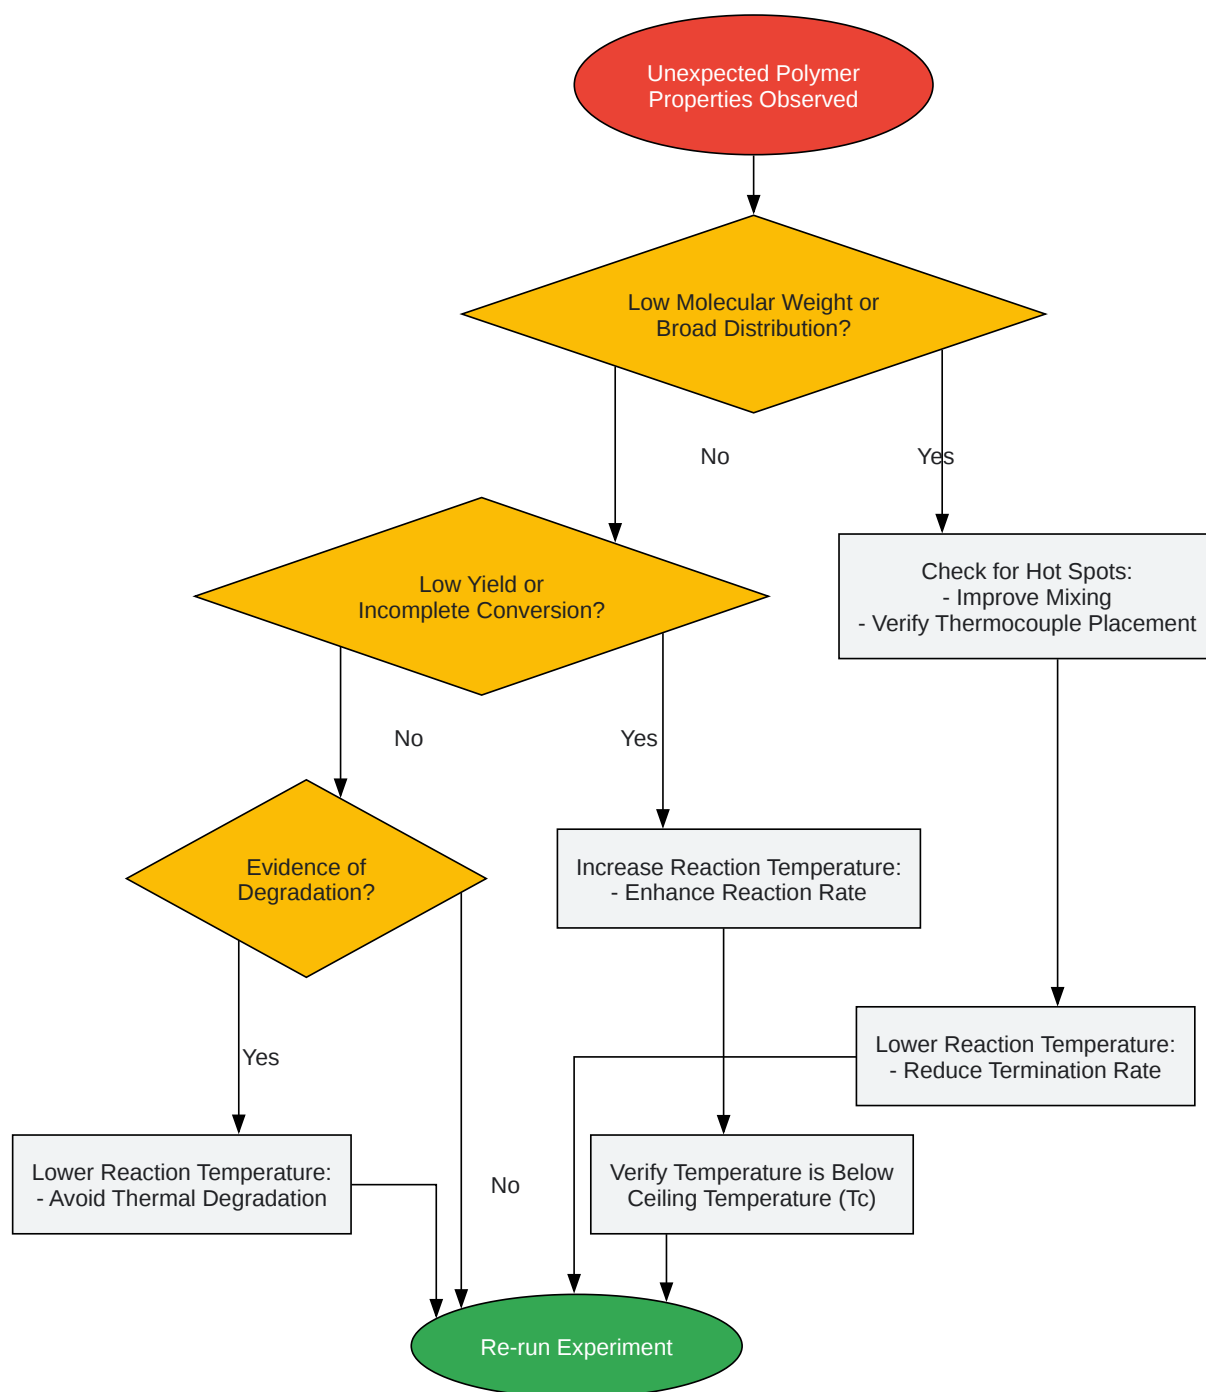 Unexpected Polymer
Properties Observed
Low Molecular Weight or
Broad Distribution?
No
Yes
Low Yield or
Incomplete Conversion?
Check for Hot Spots:
- Improve Mixing
- Verify Thermocouple Placement
No
Yes
Evidence of
Degradation?
Increase Reaction Temperature:
- Enhance Reaction Rate
Yes
Lower Reaction Temperature:
- Reduce Termination Rate
Lower Reaction Temperature:
- Avoid Thermal Degradation
No
Verify Temperature is Below
Ceiling Temperature (Tc)
Re-run Experiment